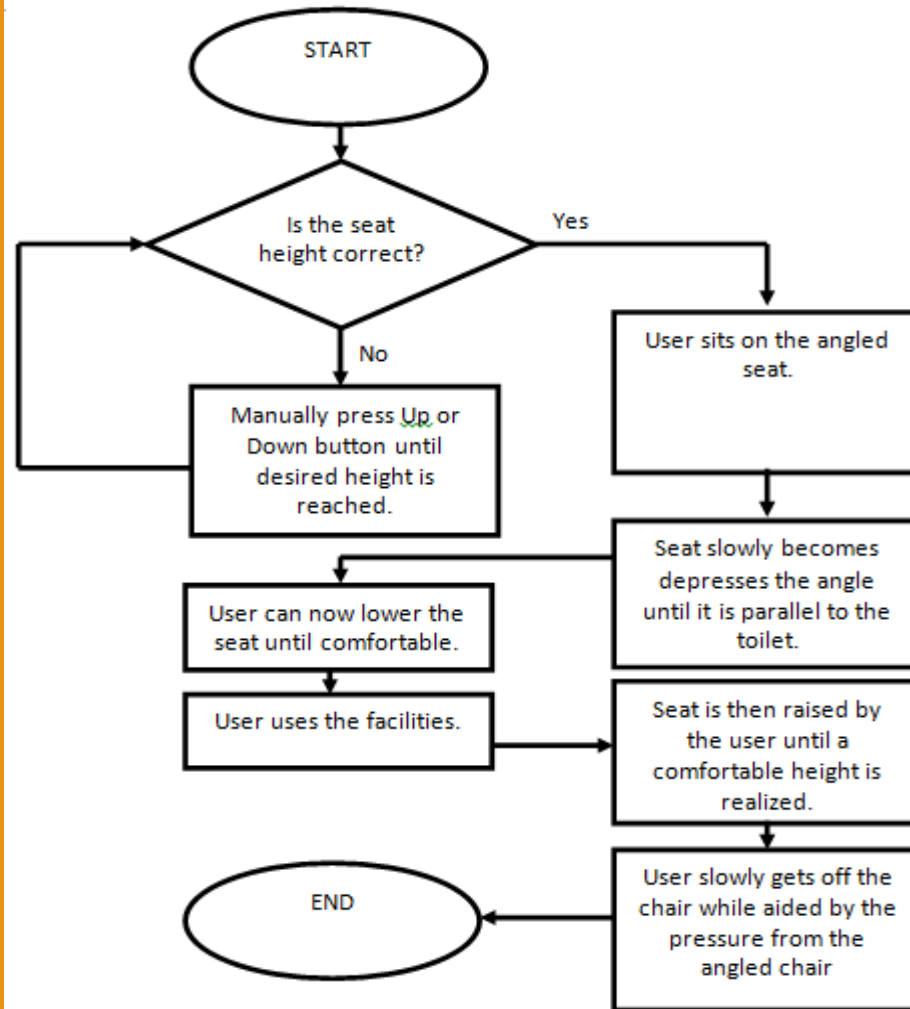 START
Is the seat
height correct?
Yes
No
Manually press Up or
Down button until
desired height is
reached.
User sits on the angled
seat.
Seat slowly becomes
depresses the angle
until it is parallel to the
toilet.
User can now lower the
seat until comfortable.
User uses the facilities.
Seat is then raised by
the user until a
comfortable height is
realized.
User slowly gets off the
chair while aided by the
pressure from the
angled chair
END